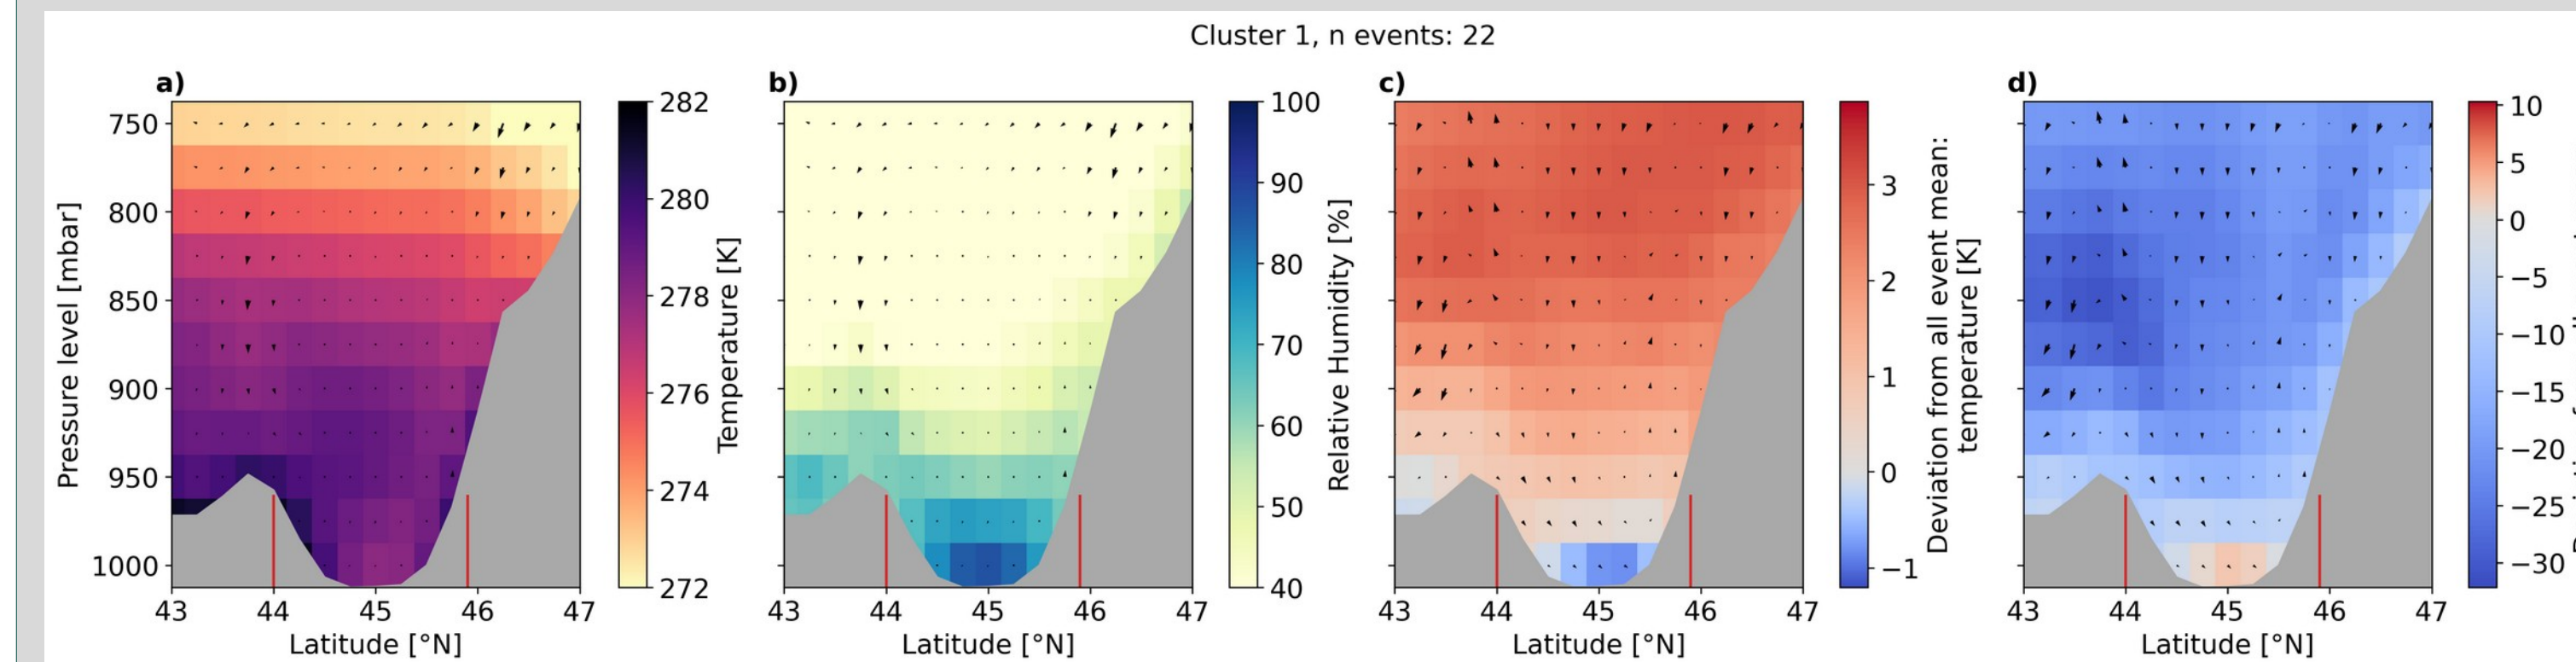 Cluster 1, n events: 22
a)
b)
c)
d)
750
800
850
900
950
1000
Pressure level [mbar]
43 44 45 46 47
Latitude [°N]
282
280
278
276
274
272
Temperature [K]
43 44 45 46 47
Latitude [°N]
100
90
80
70
60
50
40
Relative Humidity [%]
43 44 45 46 47
Latitude [°N]
3
2
1
0
−1
Deviation from all event mean:
temperature [K]
43 44 45 46 47
Latitude [°N]
10
5
0
−5
−10
−15
−20
−25
−30